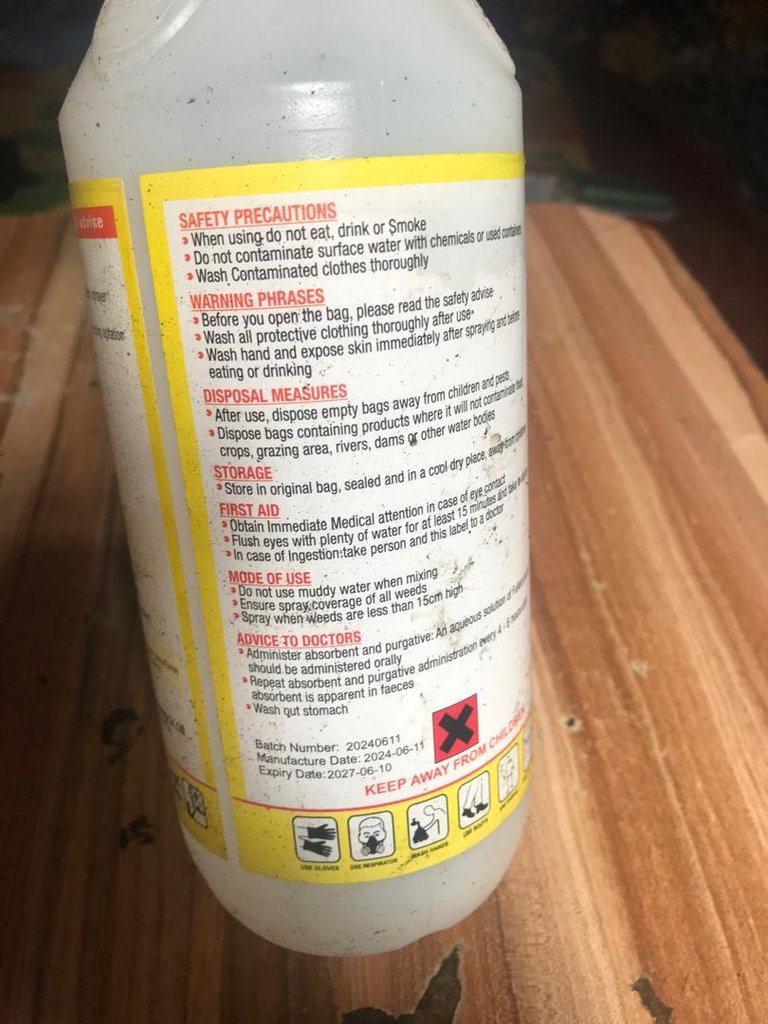 advise
sprayer
SAFETY PRECAUTIONS
When using, do not eat, drink or Smoke
Do not contaminate surface water with chemicals or used containers
Wash Contaminated clothes thoroughly
WARNING PHRASES
Before you open the bag, please read the safety advise
Wash all protective clothing thoroughly after use
Wash hand and expose skin immediately after spraying and before
eating or drinking
DISPOSAL MEASURES
After use, dispose empty bags away from children and pests
Dispose bags containing products where it will not contaminate food
crops, grazing area, rivers, dams or other water bodies
STORAGE
Store in original bag, sealed and in a cool dry place, away from
FIRST AID
Obtain Immediate Medical attention in case of eye contact
Flush eyes with plenty of water for at least 15 minutes and take
In case of Ingestion:take person and this label to a doctor
MODE OF USE
Do not use muddy water when mixing
Ensure spray coverage of all weeds
Spray when weeds are less than 15cm high
ADVICE TO DOCTORS
Administer absorbent and purgative: An aqueous solution of
should be administered orally
Repeat absorbent and purgative administration every 4 - 6 hours
absorbent is apparent in faeces
Wash out stomach
Batch Number: 20240611
Manufacture Date: 2024-06-11
Expiry Date: 2027-06-10
KEEP AWAY FROM CHILDREN
USE GLOVES
USE RESPIRATOR
WASH HANDS
USE BOOTS